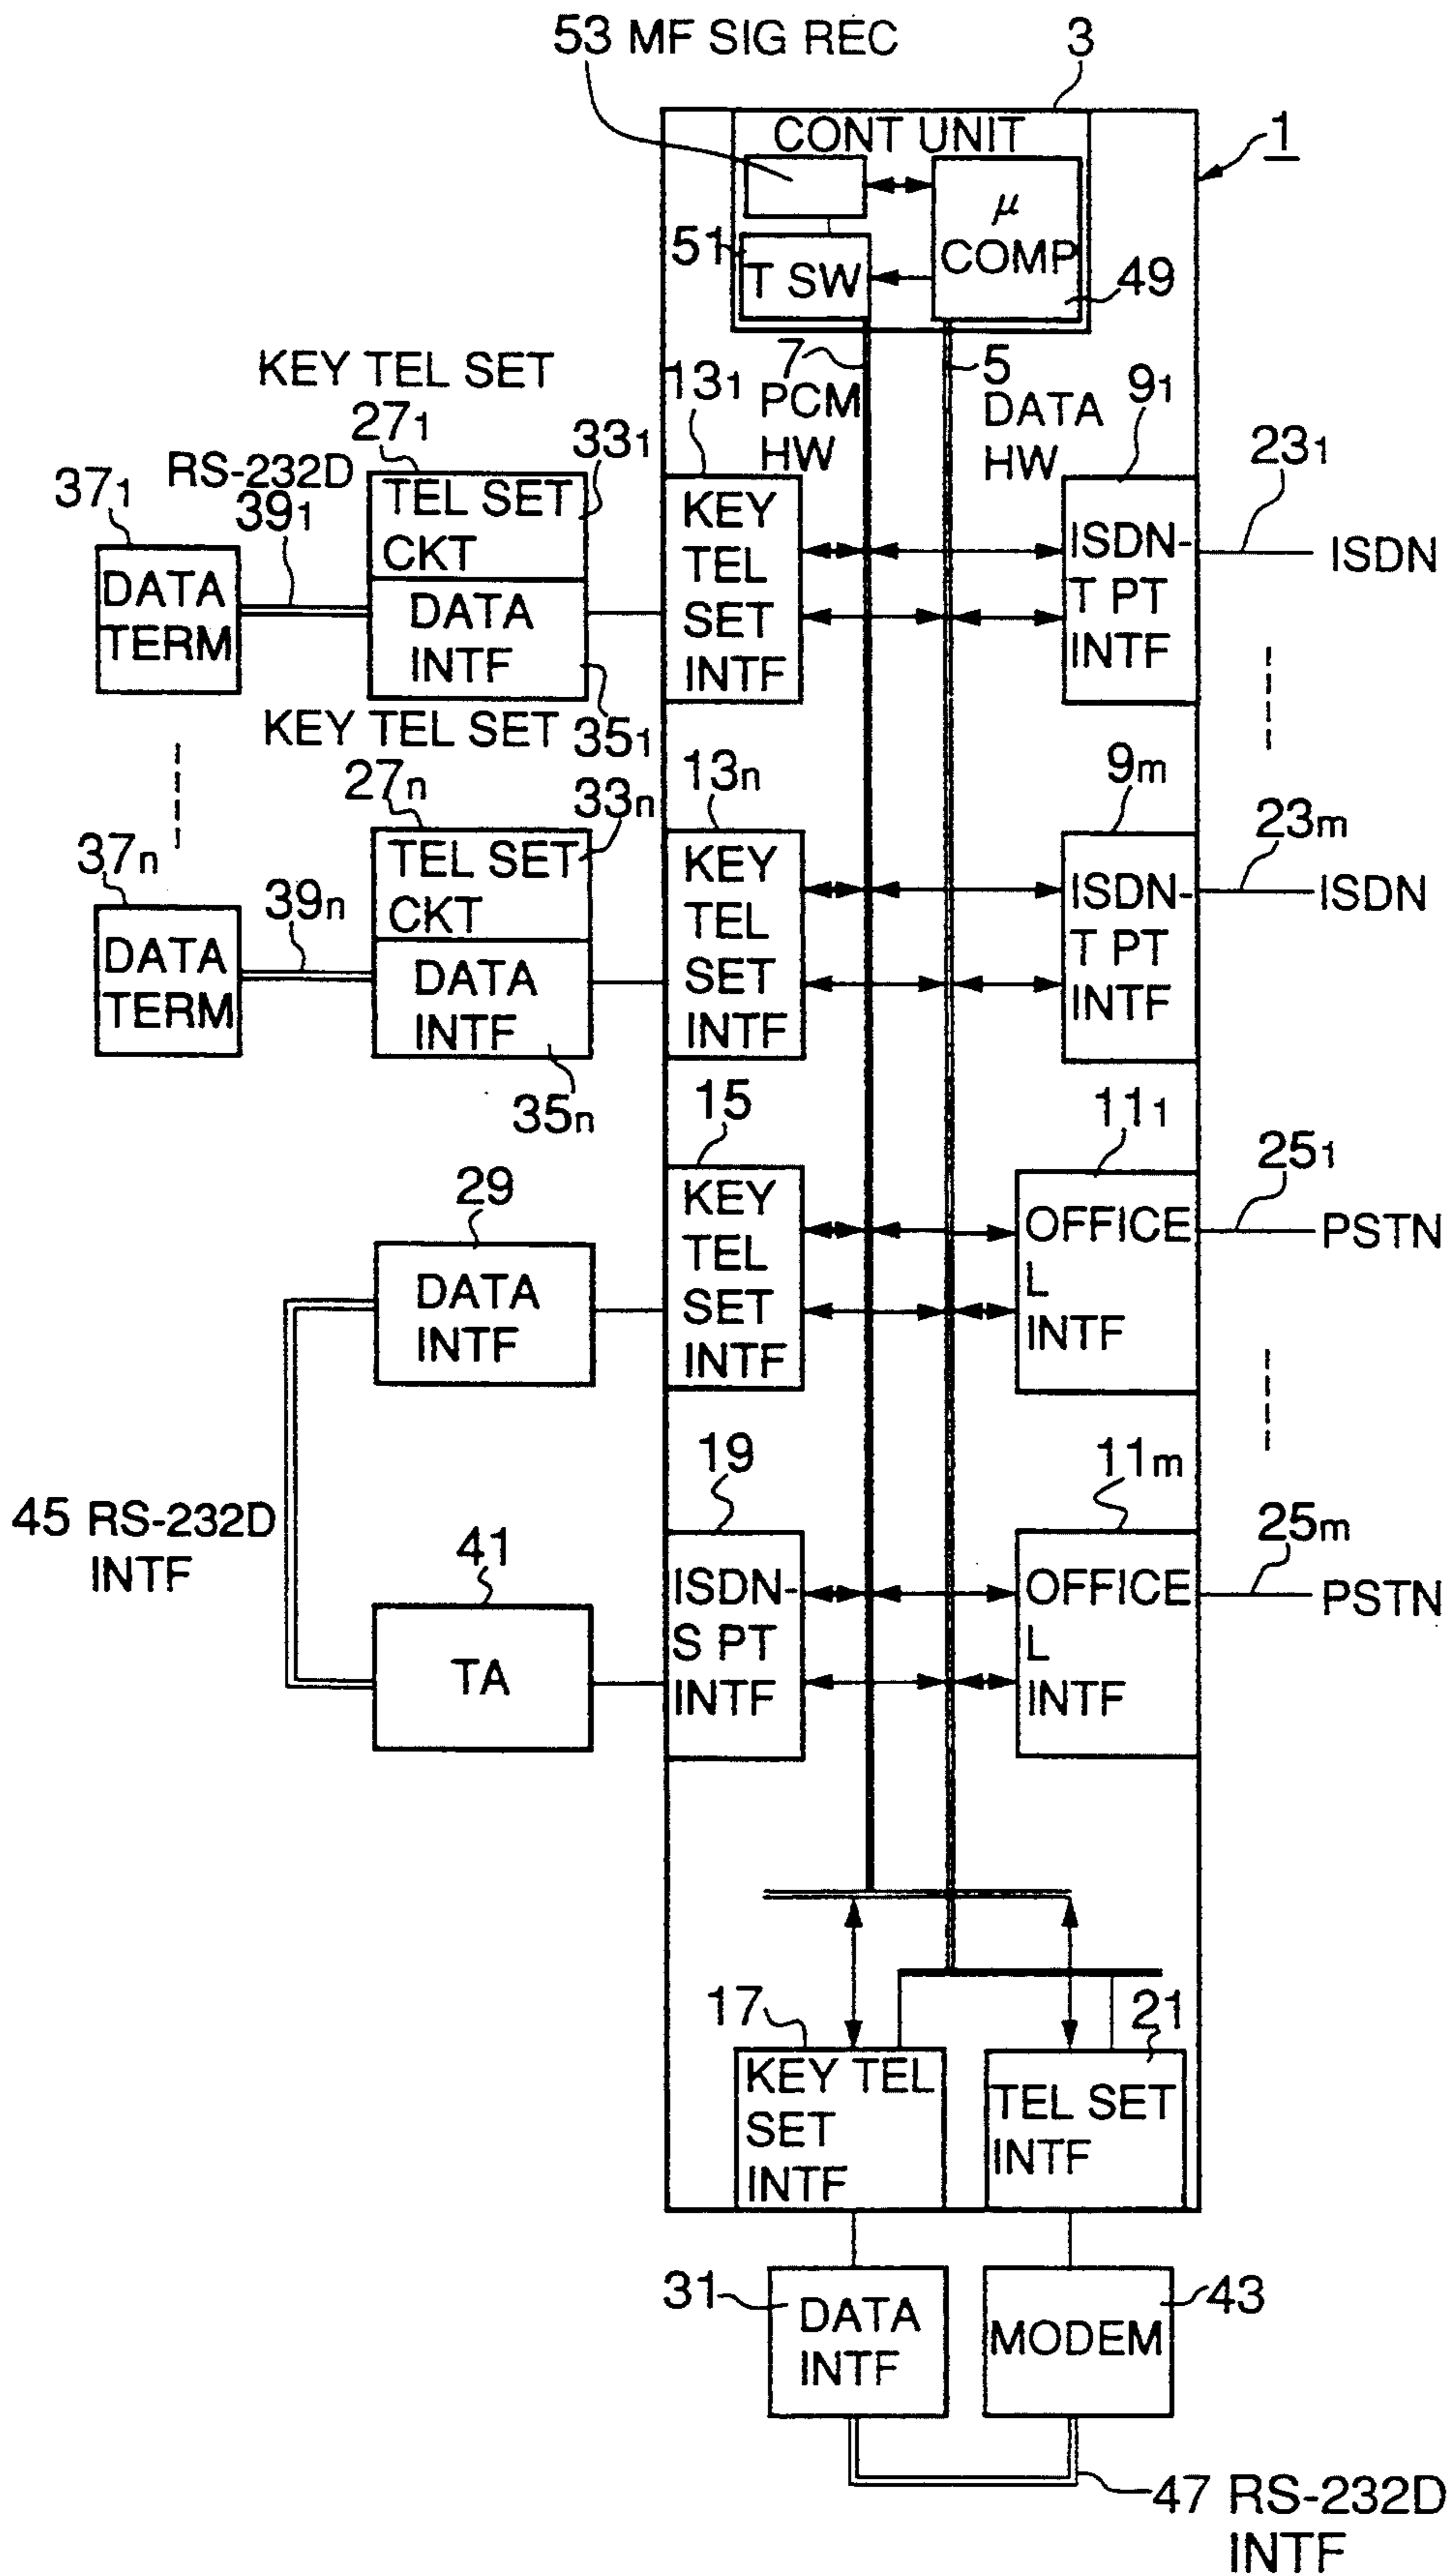 53 MF SIG REC
3
1
CONT UNIT
μ
COMP
51
T SW
49
7
PCM
HW
5
DATA
HW
KEY TEL SET
27₁
33₁
RS-232D
39₁
37₁
TEL SET
CKT
DATA
INTF
DATA
TERM
35₁
13₁
KEY
TEL
SET
INTF
9₁
ISDN-
T PT
INTF
23₁
ISDN
KEY TEL SET
27n
33n
37n
39n
TEL SET
CKT
DATA
INTF
DATA
TERM
35n
13n
KEY
TEL
SET
INTF
9m
ISDN-
T PT
INTF
23m
ISDN
15
KEY
TEL
SET
INTF
29
DATA
INTF
11₁
OFFICE
L
INTF
25₁
PSTN
45 RS-232D
INTF
41
TA
19
ISDN-
S PT
INTF
11m
OFFICE
L
INTF
25m
PSTN
17
KEY TEL
SET
INTF
21
TEL SET
INTF
31
DATA
INTF
43
MODEM
47 RS-232D
INTF